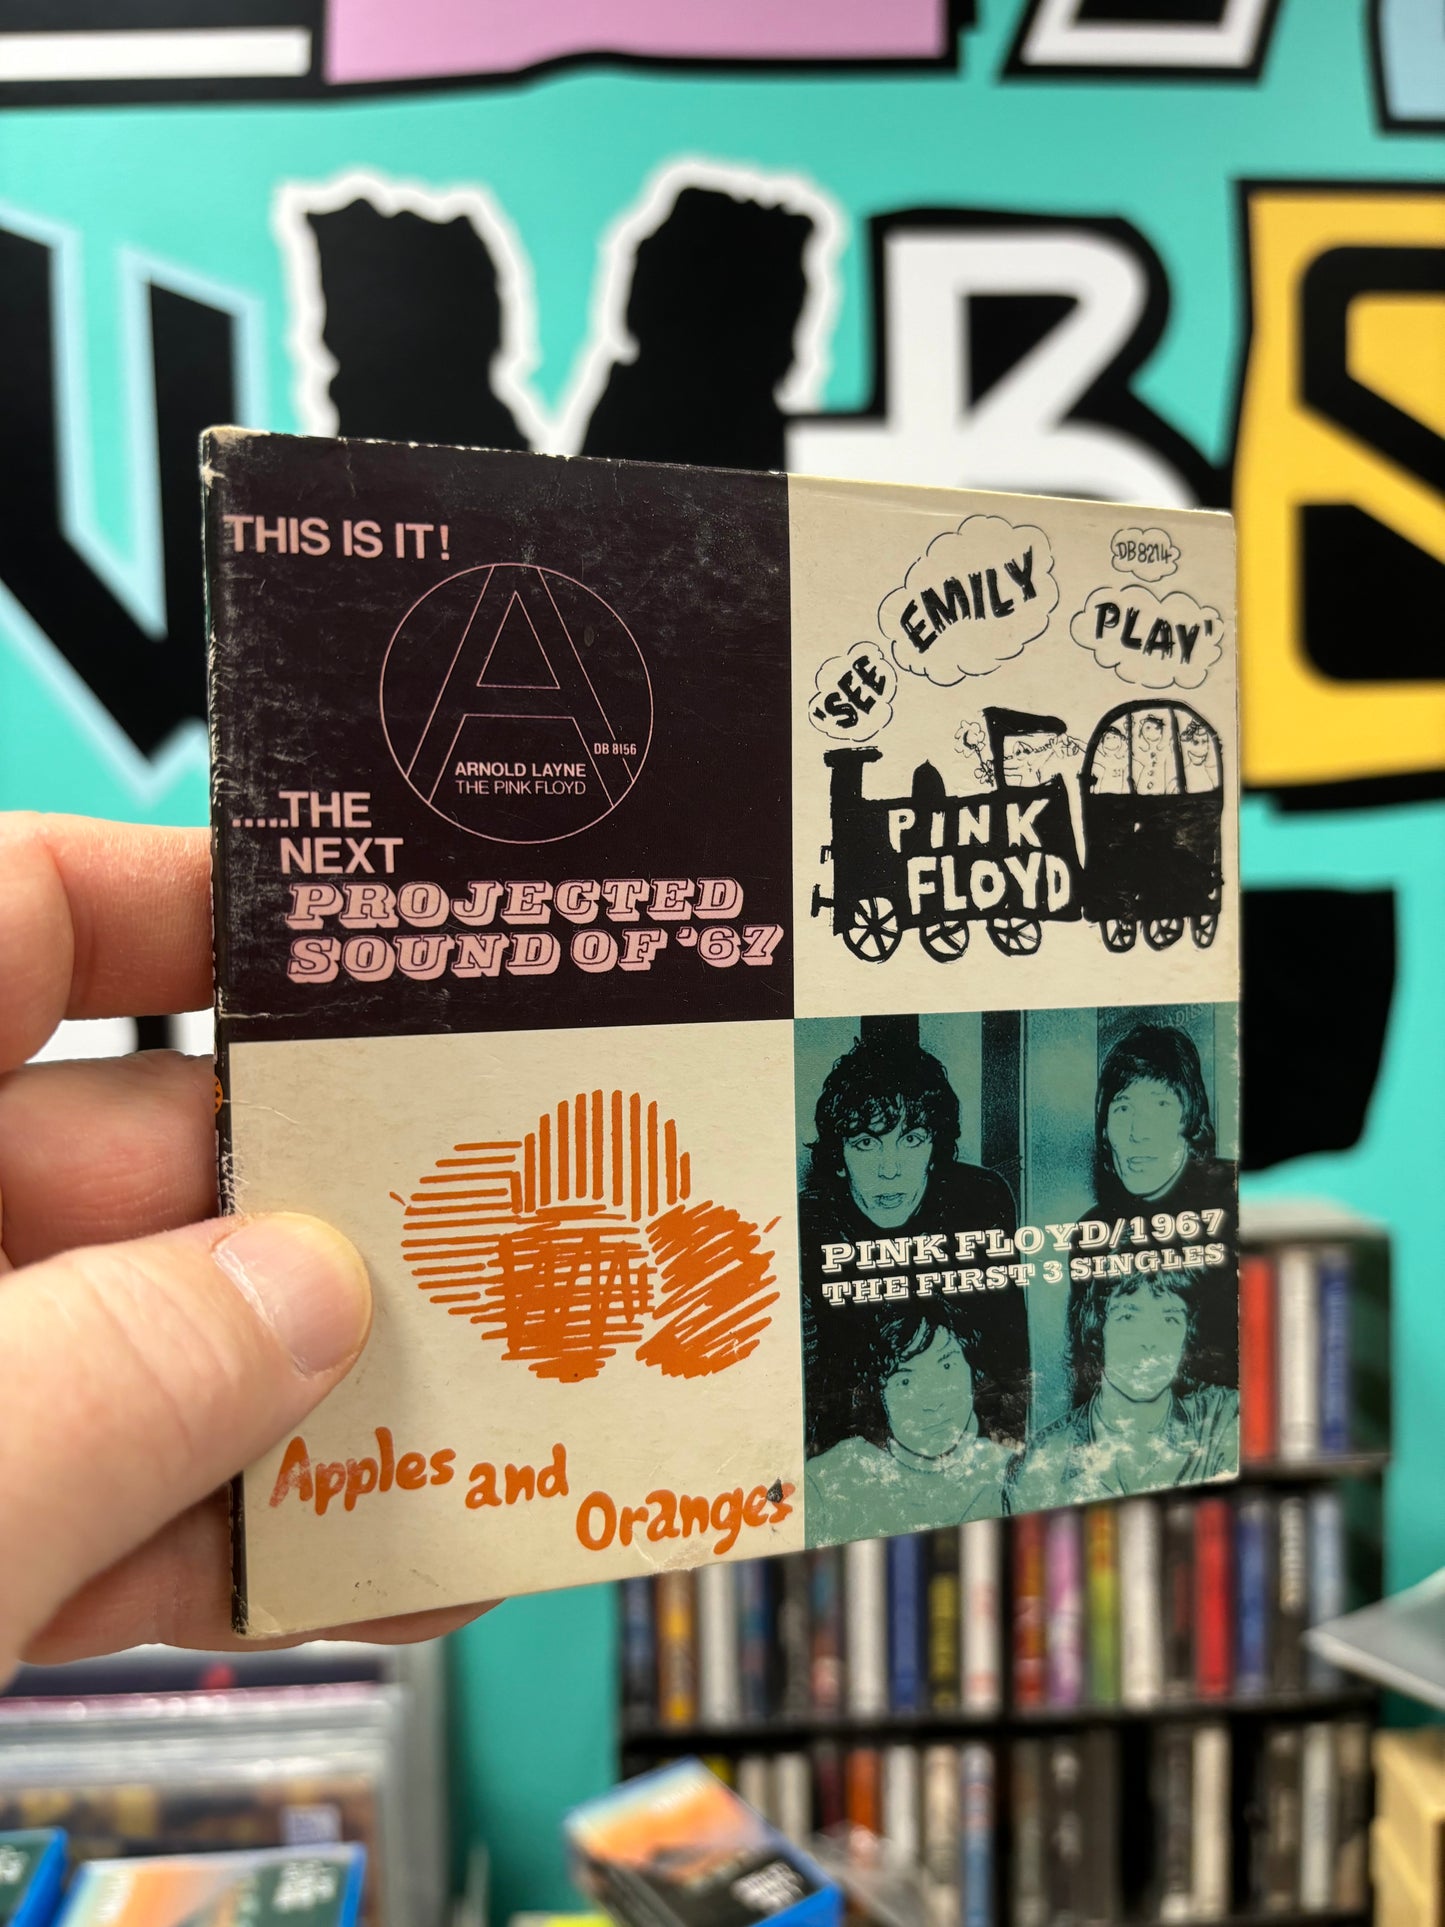 THIS IS IT!
DB 8156
ARNOLD LAYNE
THE PINK FLOYD
.....THE
NEXT
PROJECTED
SOUND OF '67
DB 8214
'SEE
EMILY
PLAY'
PINK
FLOYD
Apples and
Oranges
PINK FLOYD/1967
THE FIRST 3 SINGLES